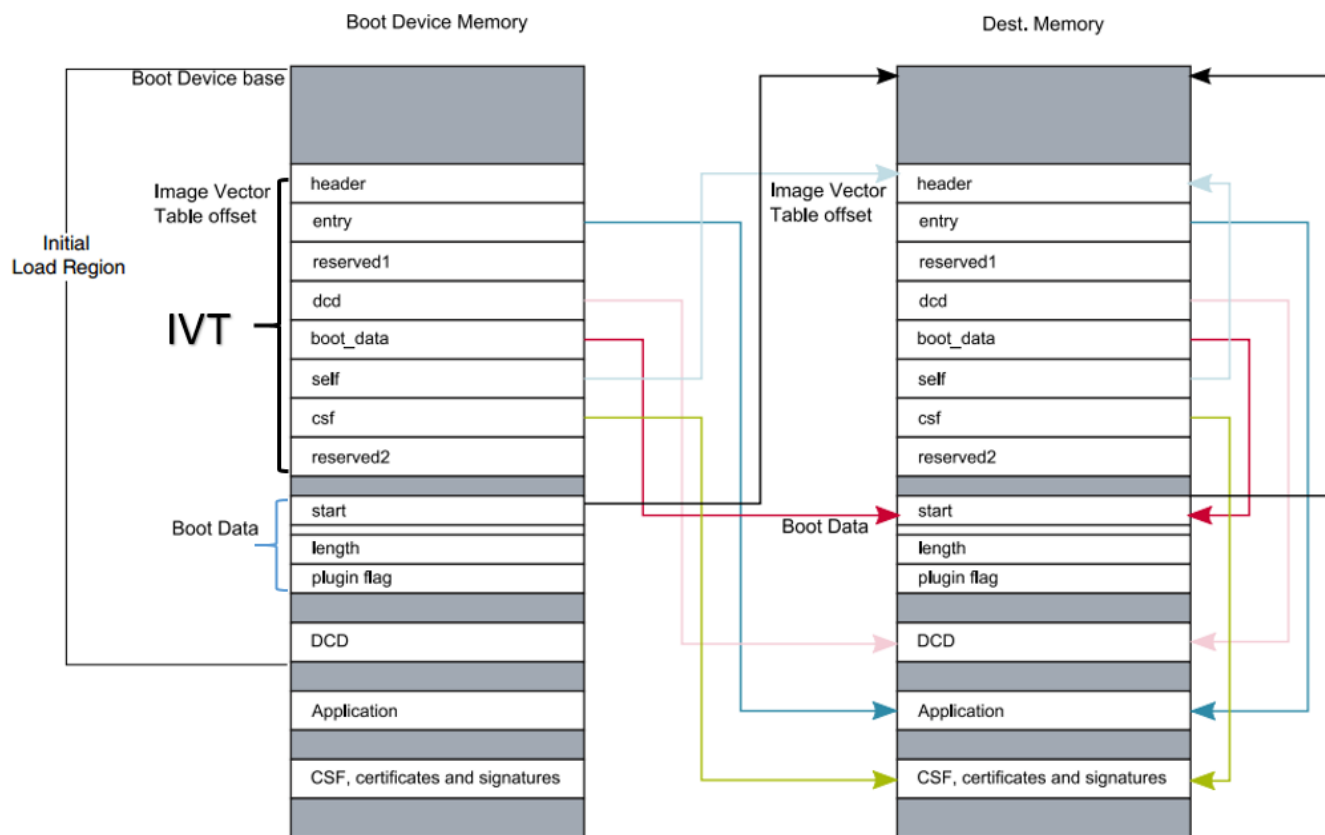 Boot Device Memory
Dest. Memory
Boot Device base
Image Vector
Table offset
Initial
Load Region
IVT
header
entry
reserved1
dcd
boot_data
self
csf
reserved2
Boot Data
start
length
plugin flag
DCD
Application
CSF, certificates and signatures
Image Vector
Table offset
header
entry
reserved1
dcd
boot_data
self
csf
reserved2
Boot Data
start
length
plugin flag
DCD
Application
CSF, certificates and signatures